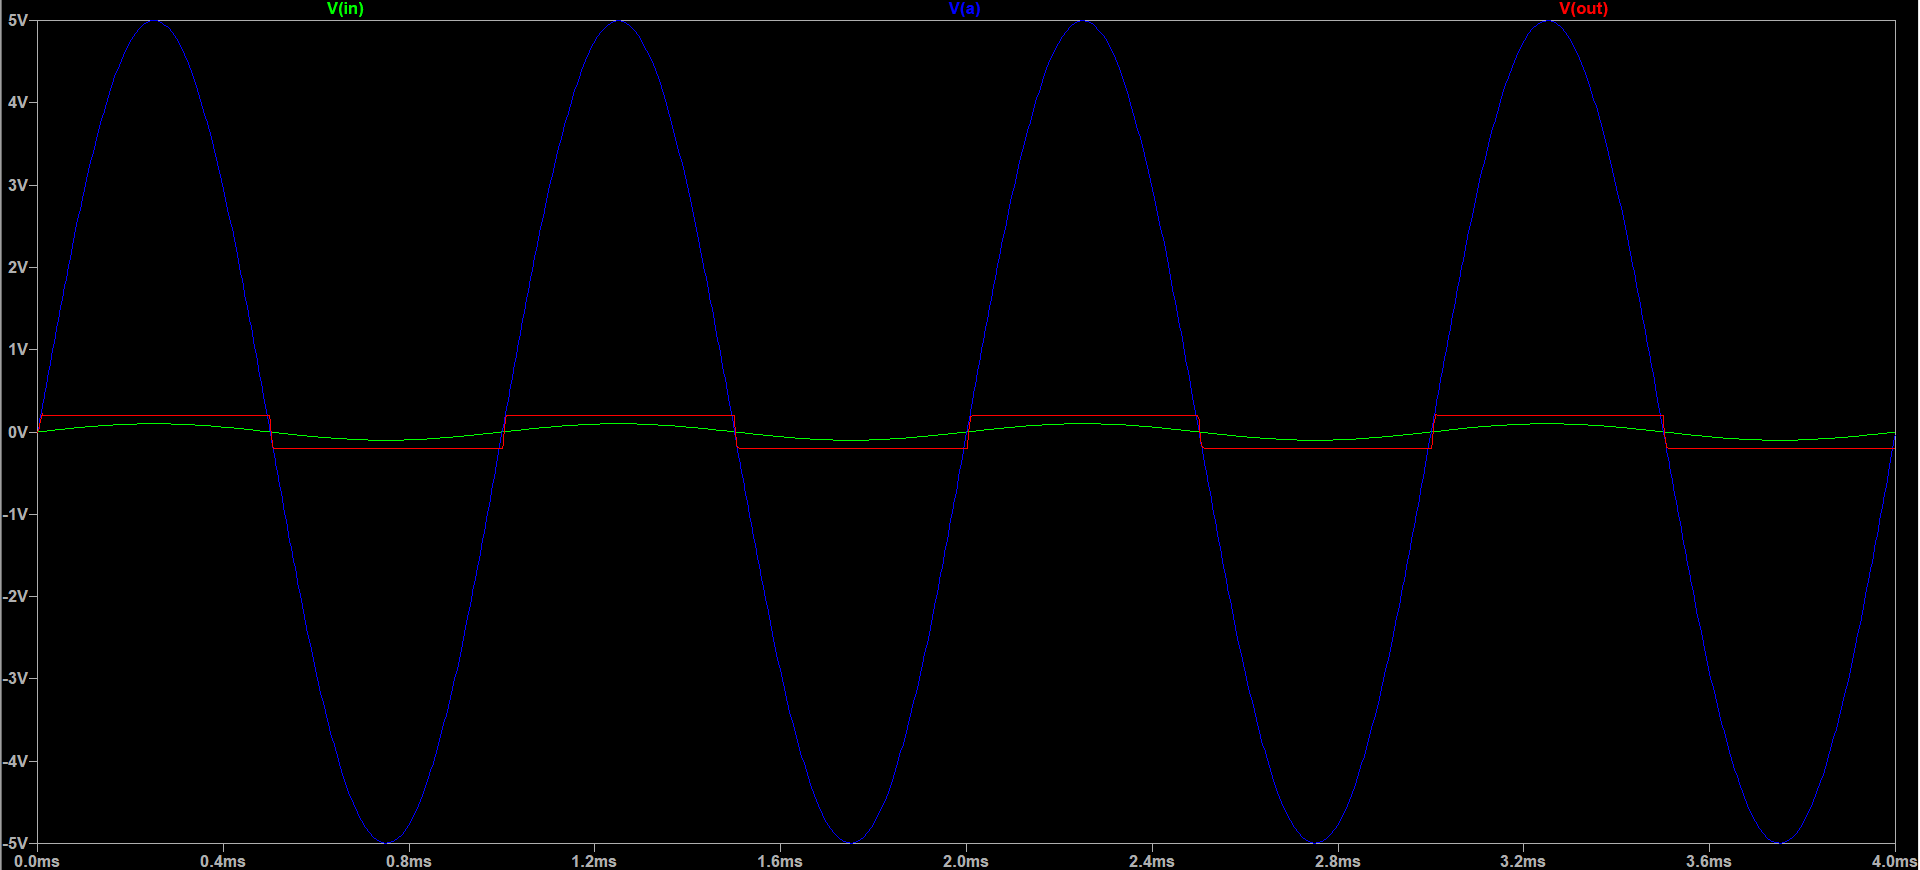 V(in) V(a) V(out)
5V
4V
3V
2V
1V
0V
-1V
-2V
-3V
-4V
-5V
0.0ms 0.4ms 0.8ms 1.2ms 1.6ms 2.0ms 2.4ms 2.8ms 3.2ms 3.6ms 4.0ms